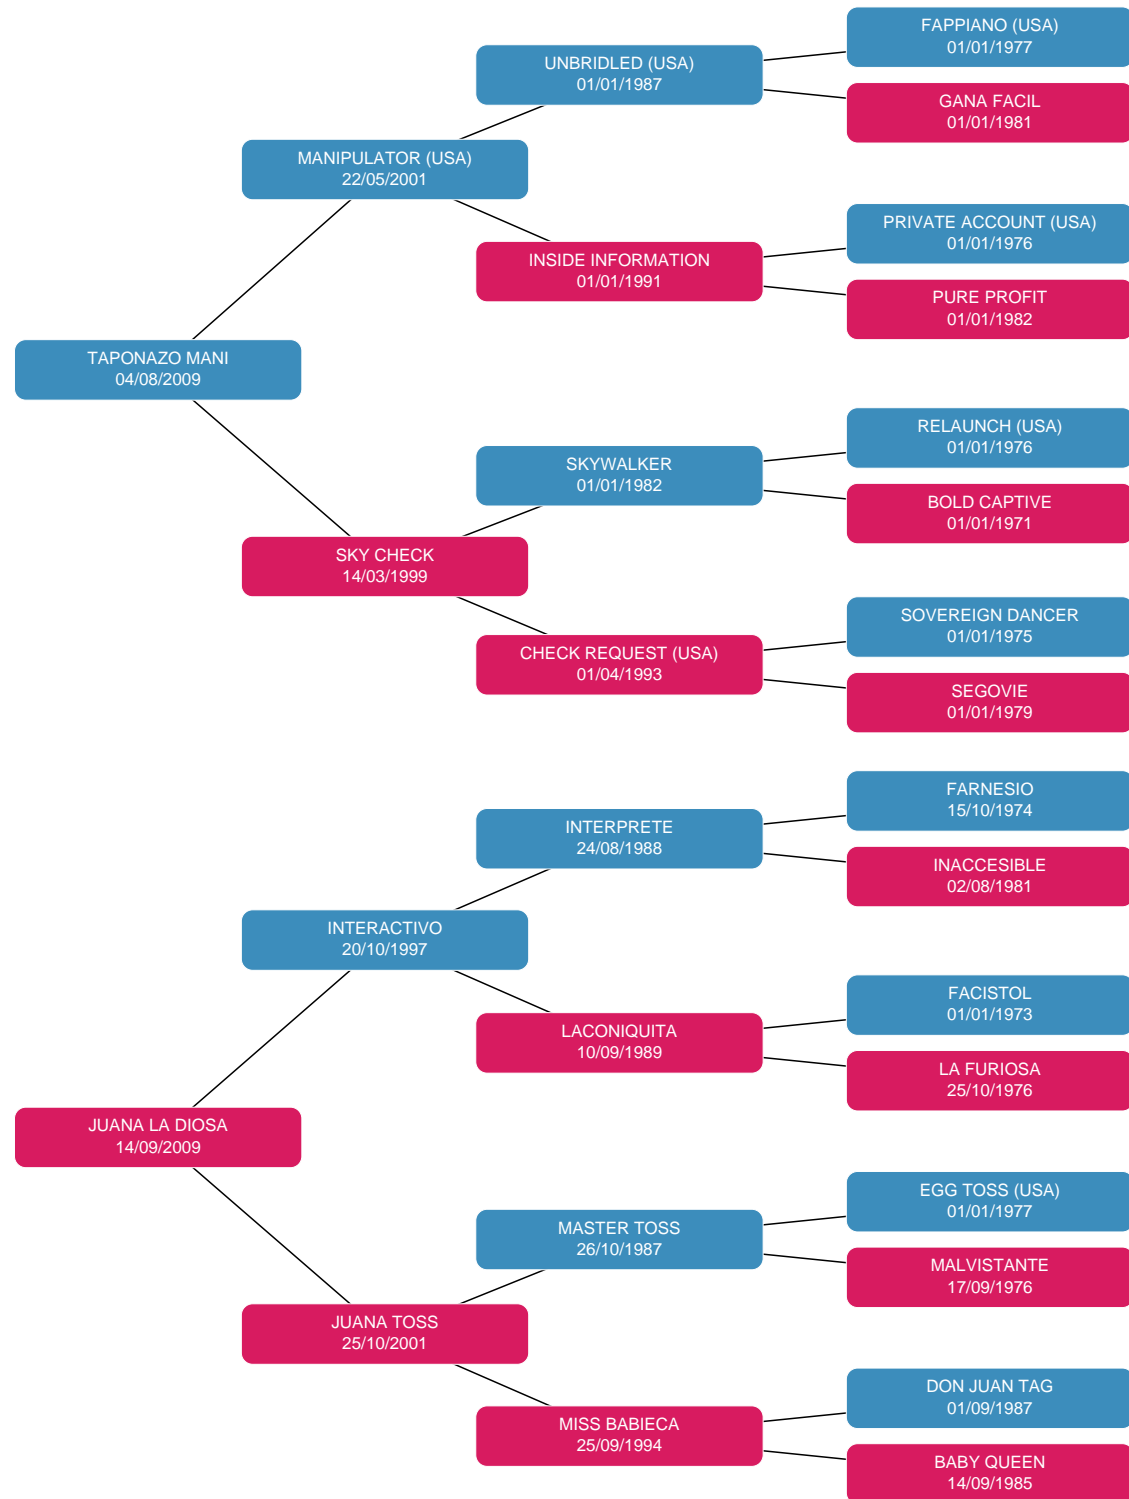 FAPPIANO (USA)
01/01/1977
UNBRIDLED (USA)
01/01/1987
GANA FACIL
01/01/1981
MANIPULATOR (USA)
22/05/2001
PRIVATE ACCOUNT (USA)
01/01/1976
INSIDE INFORMATION
01/01/1991
PURE PROFIT
01/01/1982
TAPONAZO MANI
04/08/2009
RELAUNCH (USA)
01/01/1976
SKYWALKER
01/01/1982
BOLD CAPTIVE
01/01/1971
SKY CHECK
14/03/1999
SOVEREIGN DANCER
01/01/1975
CHECK REQUEST (USA)
01/04/1993
SEGOVIE
01/01/1979
FARNESIO
15/10/1974
INTERPRETE
24/08/1988
INACCESIBLE
02/08/1981
INTERACTIVO
20/10/1997
FACISTOL
01/01/1973
LACONIQUITA
10/09/1989
LA FURIOSA
25/10/1976
JUANA LA DIOSA
14/09/2009
EGG TOSS (USA)
01/01/1977
MASTER TOSS
26/10/1987
MALVISTANTE
17/09/1976
JUANA TOSS
25/10/2001
DON JUAN TAG
01/09/1987
MISS BABIECA
25/09/1994
BABY QUEEN
14/09/1985